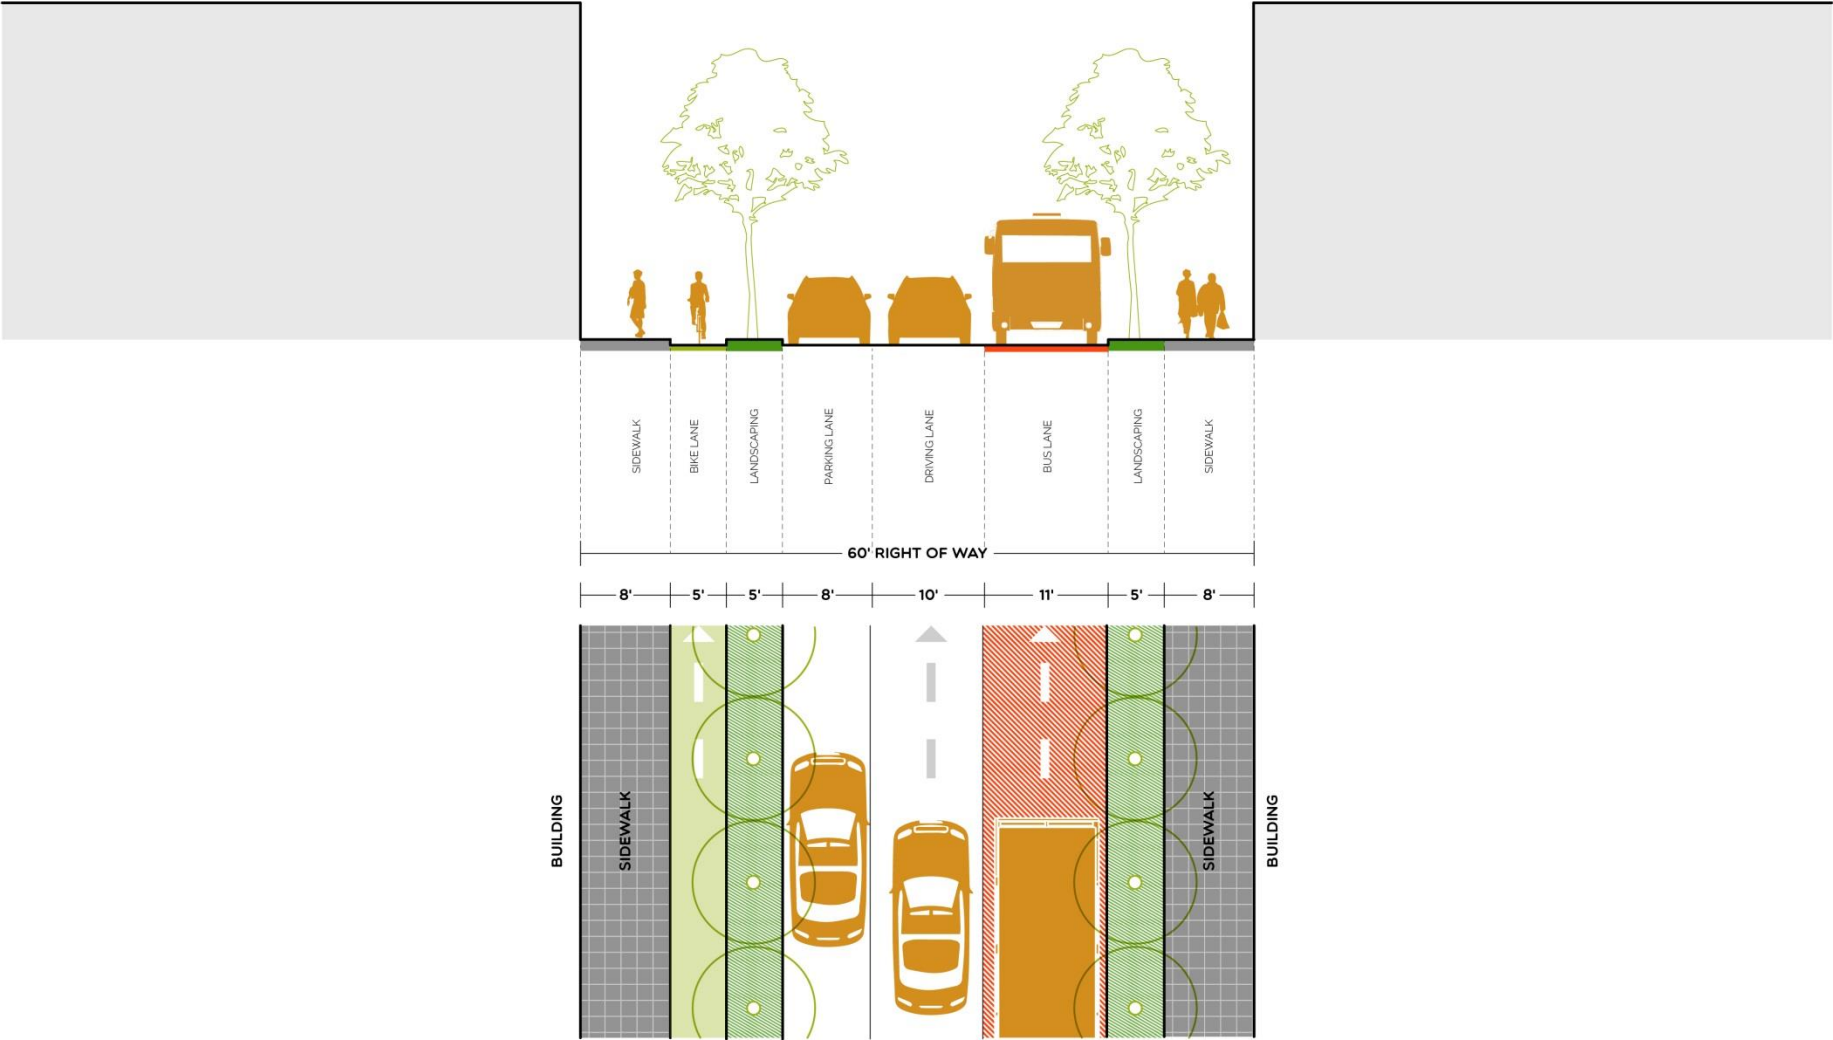 SIDEWALK
BIKE LANE
LANDSCAPING
PARKING LANE
DRIVING LANE
BUS LANE
LANDSCAPING
SIDEWALK
60' RIGHT OF WAY
8'
5'
5'
8'
10'
11'
5'
8'
BUILDING
SIDEWALK
SIDEWALK
BUILDING